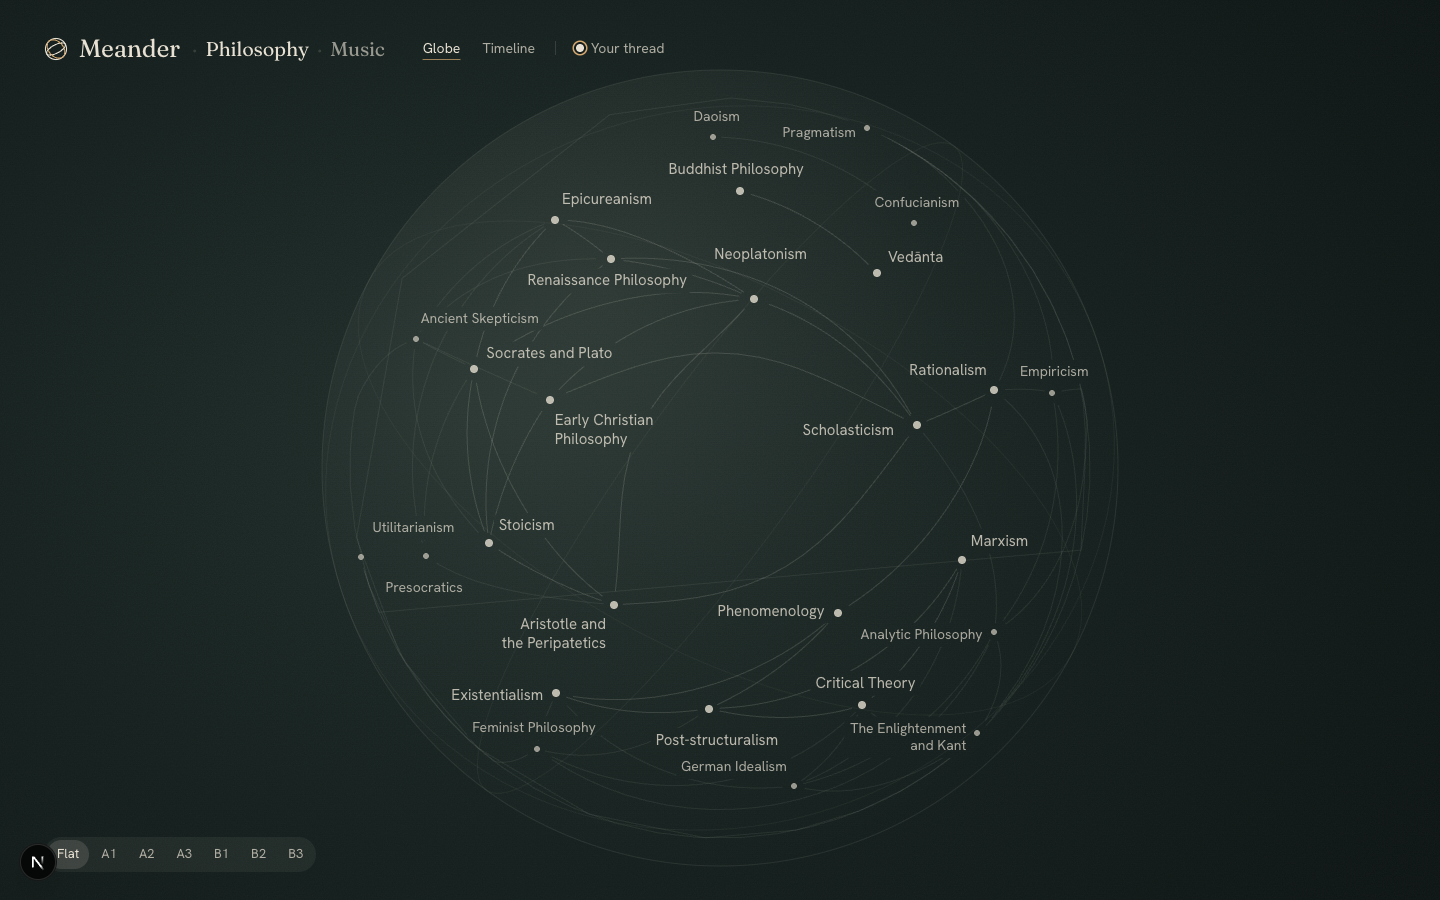 Meander · Philosophy · Music Globe Timeline Your thread
Daoism
Pragmatism
Buddhist Philosophy
Epicureanism
Confucianism
Neoplatonism
Vedānta
Renaissance Philosophy
Ancient Skepticism
Socrates and Plato
Rationalism
Empiricism
Early Christian
Philosophy
Scholasticism
Utilitarianism
Stoicism
Marxism
Presocratics
Phenomenology
Aristotle and
the Peripatetics
Analytic Philosophy
Critical Theory
Existentialism
Feminist Philosophy
The Enlightenment
and Kant
Post-structuralism
German Idealism
N
Flat A1 A2 A3 B1 B2 B3